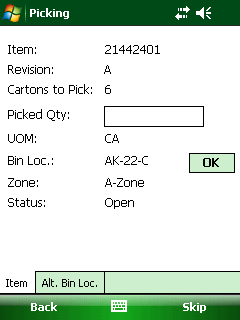 Picking
Item: 21442401
Revision: A
Cartons to Pick: 6
Picked Qty:
UOM: CA
Bin Loc.: AK-22-C
OK
Zone: A-Zone
Status: Open
Item Alt. Bin Loc.
Back Skip